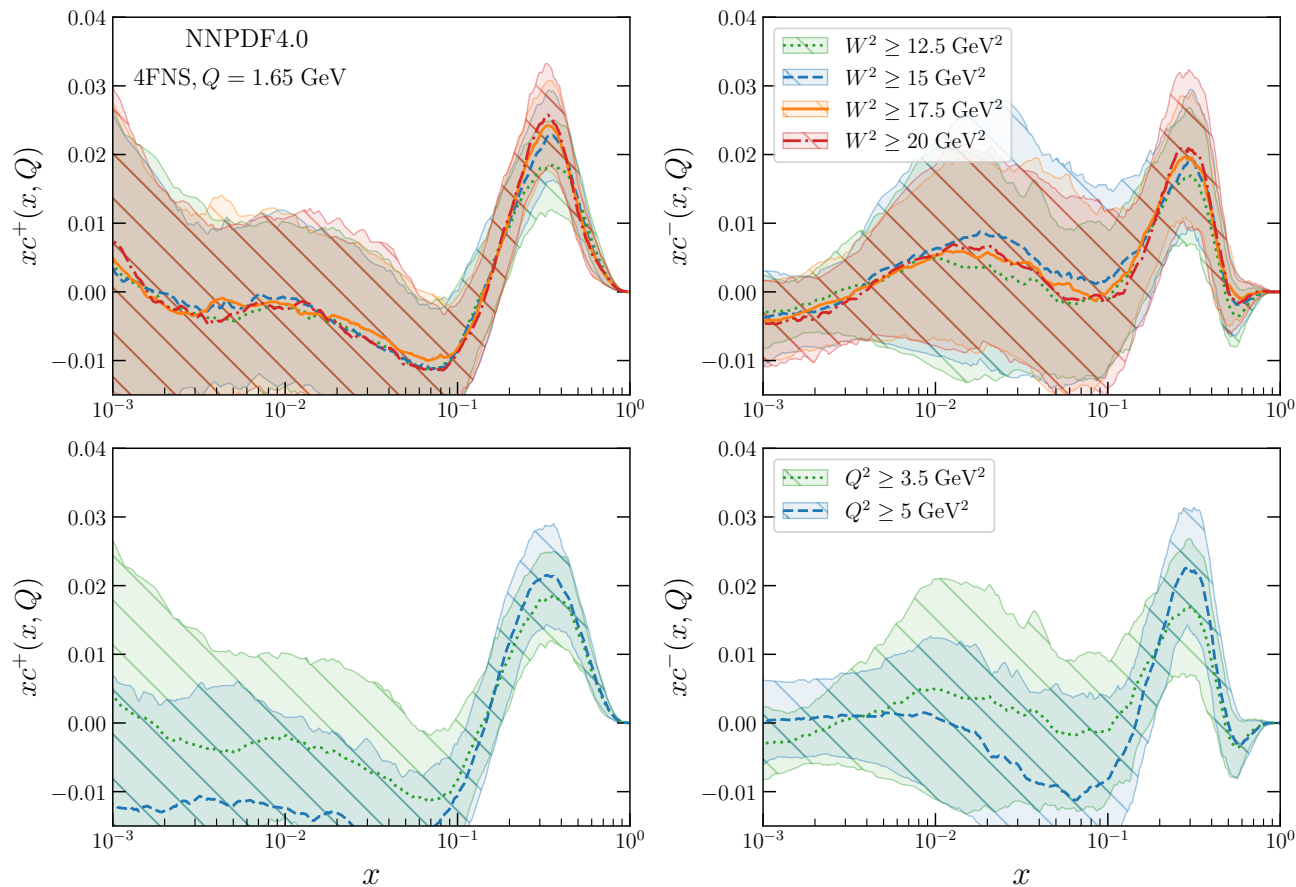 NNPDF4.0
4FNS, Q = 1.65 GeV
xc⁺(x, Q)
0.04
0.03
0.02
0.01
0.00
−0.01
10⁻³ 10⁻² 10⁻¹ 10⁰
W² ≥ 12.5 GeV²
W² ≥ 15 GeV²
W² ≥ 17.5 GeV²
W² ≥ 20 GeV²
xc⁻(x, Q)
0.04
0.03
0.02
0.01
0.00
−0.01
10⁻³ 10⁻² 10⁻¹ 10⁰
xc⁺(x, Q)
0.04
0.03
0.02
0.01
0.00
−0.01
10⁻³ 10⁻² 10⁻¹ 10⁰
x
Q² ≥ 3.5 GeV²
Q² ≥ 5 GeV²
xc⁻(x, Q)
0.04
0.03
0.02
0.01
0.00
−0.01
10⁻³ 10⁻² 10⁻¹ 10⁰
x